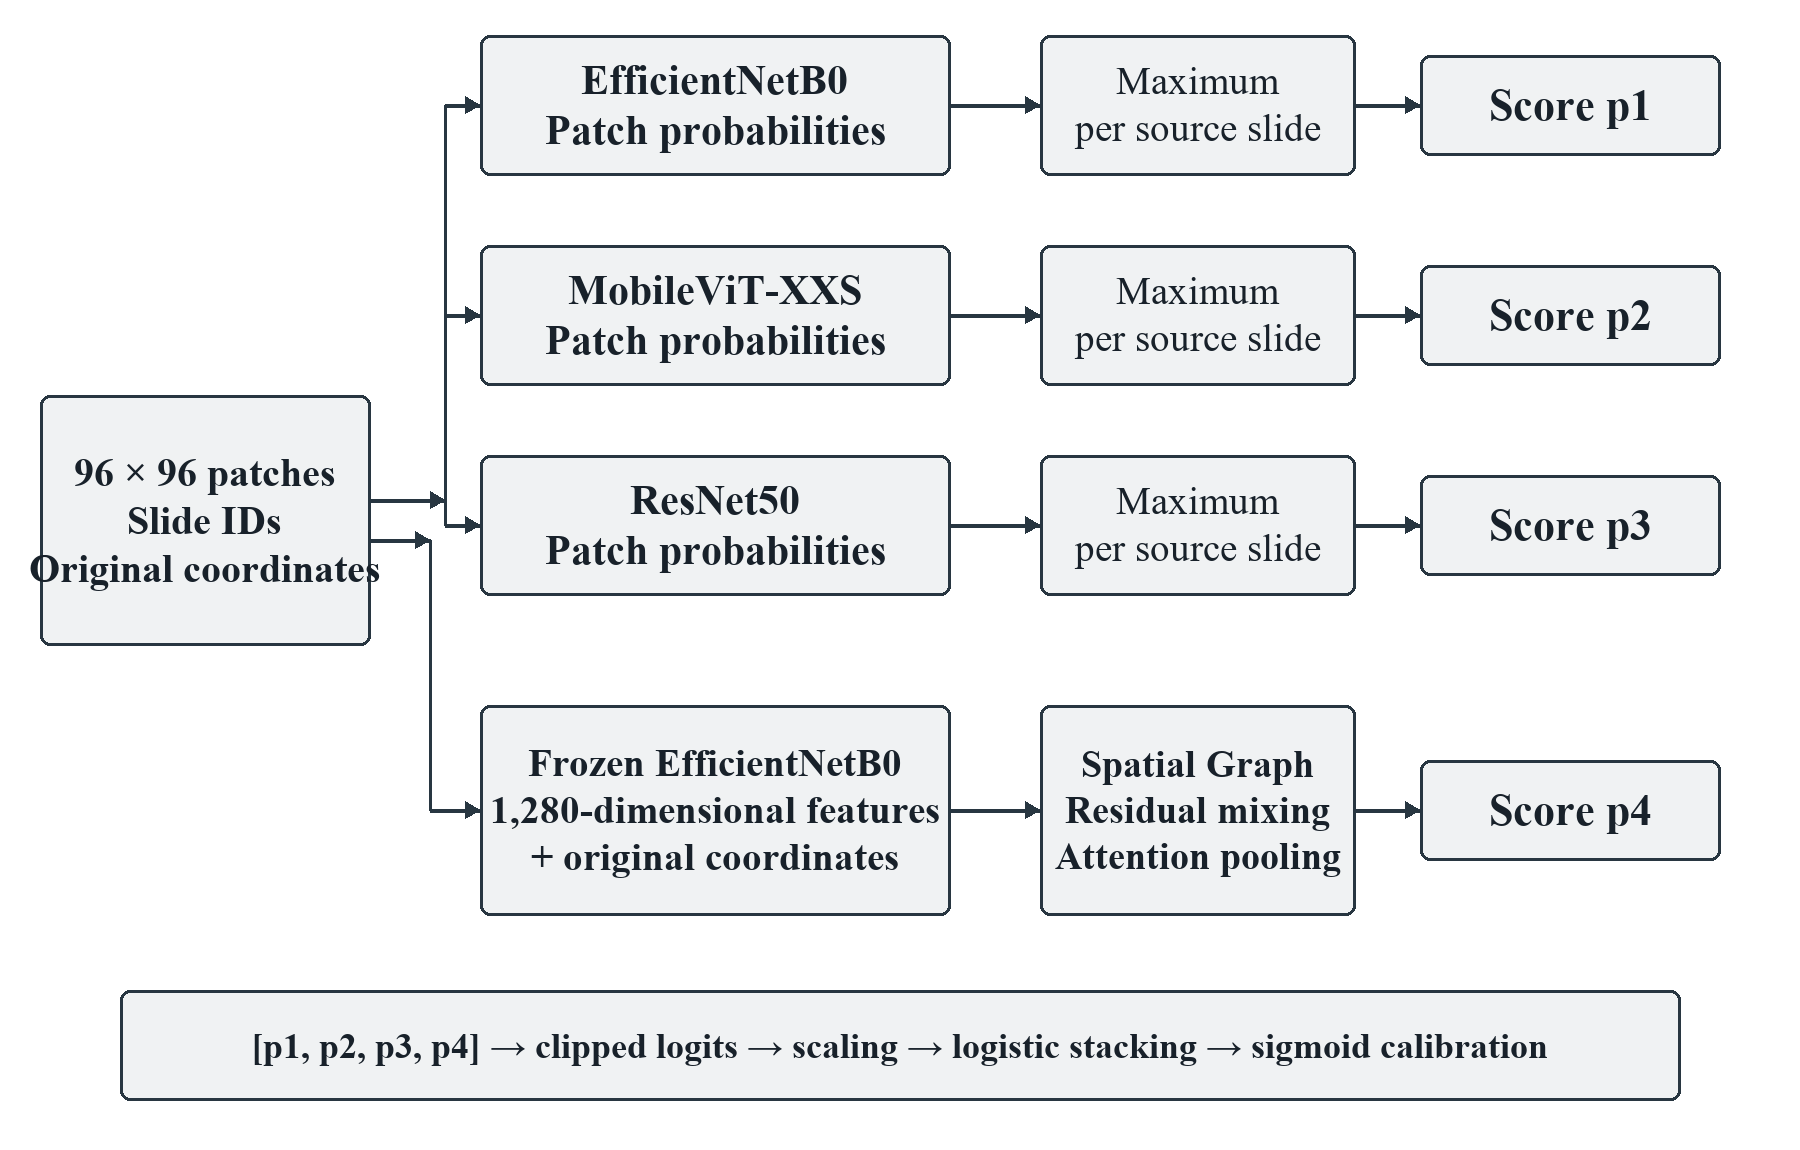 EfficientNetB0
Patch probabilities
Maximum
per source slide
Score p1
MobileViT-XXS
Patch probabilities
Maximum
per source slide
Score p2
96 × 96 patches
Slide IDs
Original coordinates
ResNet50
Patch probabilities
Maximum
per source slide
Score p3
Frozen EfficientNetB0
1,280-dimensional features
+ original coordinates
Spatial Graph
Residual mixing
Attention pooling
Score p4
[p1, p2, p3, p4] → clipped logits → scaling → logistic stacking → sigmoid calibration